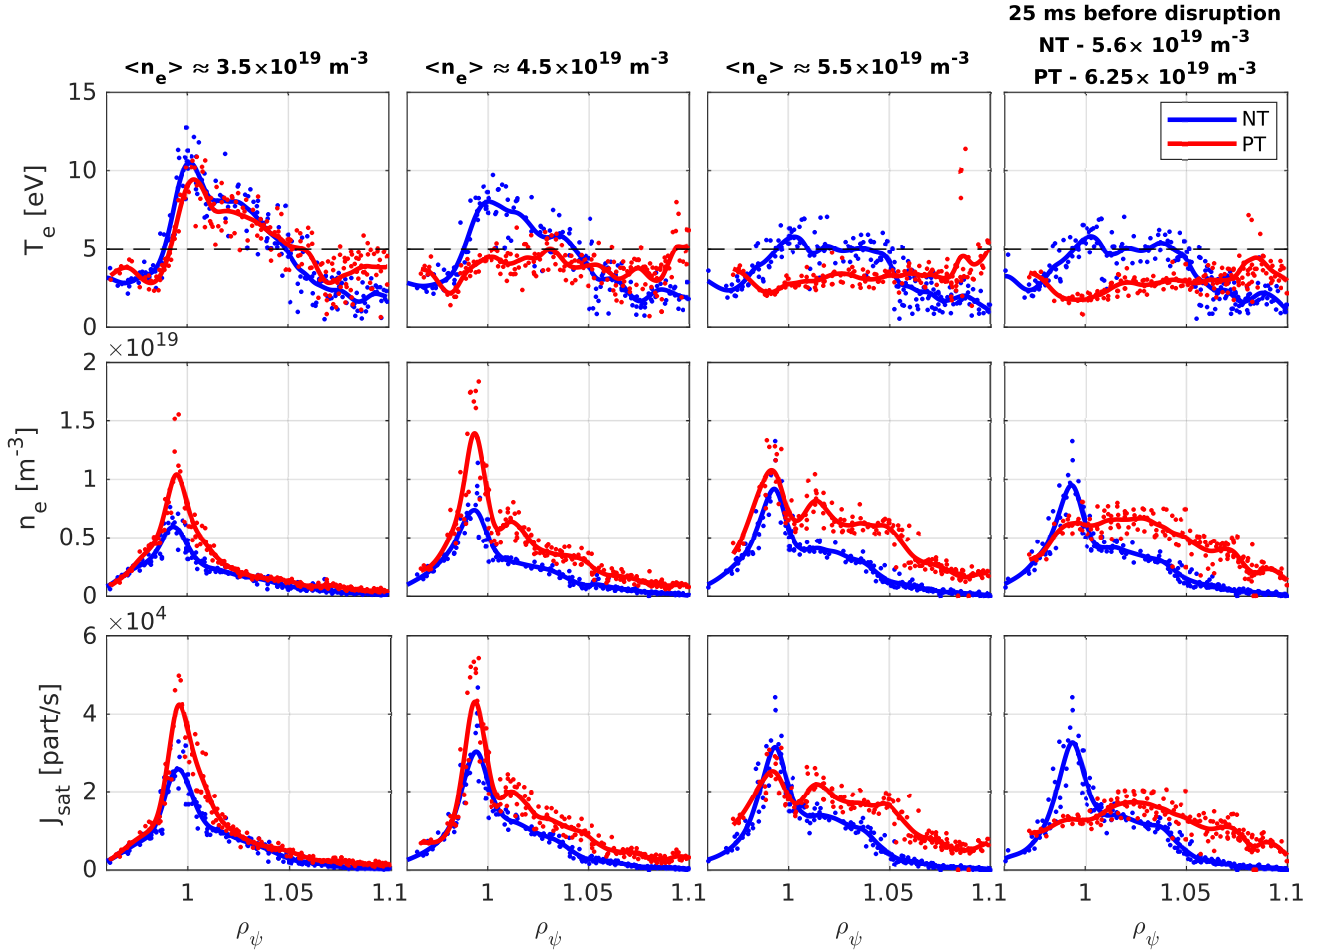 25 ms before disruption
<n_e> ≈ 3.5×10^19 m^-3 <n_e> ≈ 4.5×10^19 m^-3 <n_e> ≈ 5.5×10^19 m^-3 NT - 5.6× 10^19 m^-3
PT - 6.25× 10^19 m^-3
15
10
5
0
T_e [eV]
NT
PT
×10^19
2
1.5
1
0.5
0
n_e [m^-3]
×10^4
6
4
2
0
J_sat [part/s]
1 1.05 1.1 1 1.05 1.1 1 1.05 1.1 1 1.05 1.1
ρ_ψ ρ_ψ ρ_ψ ρ_ψ